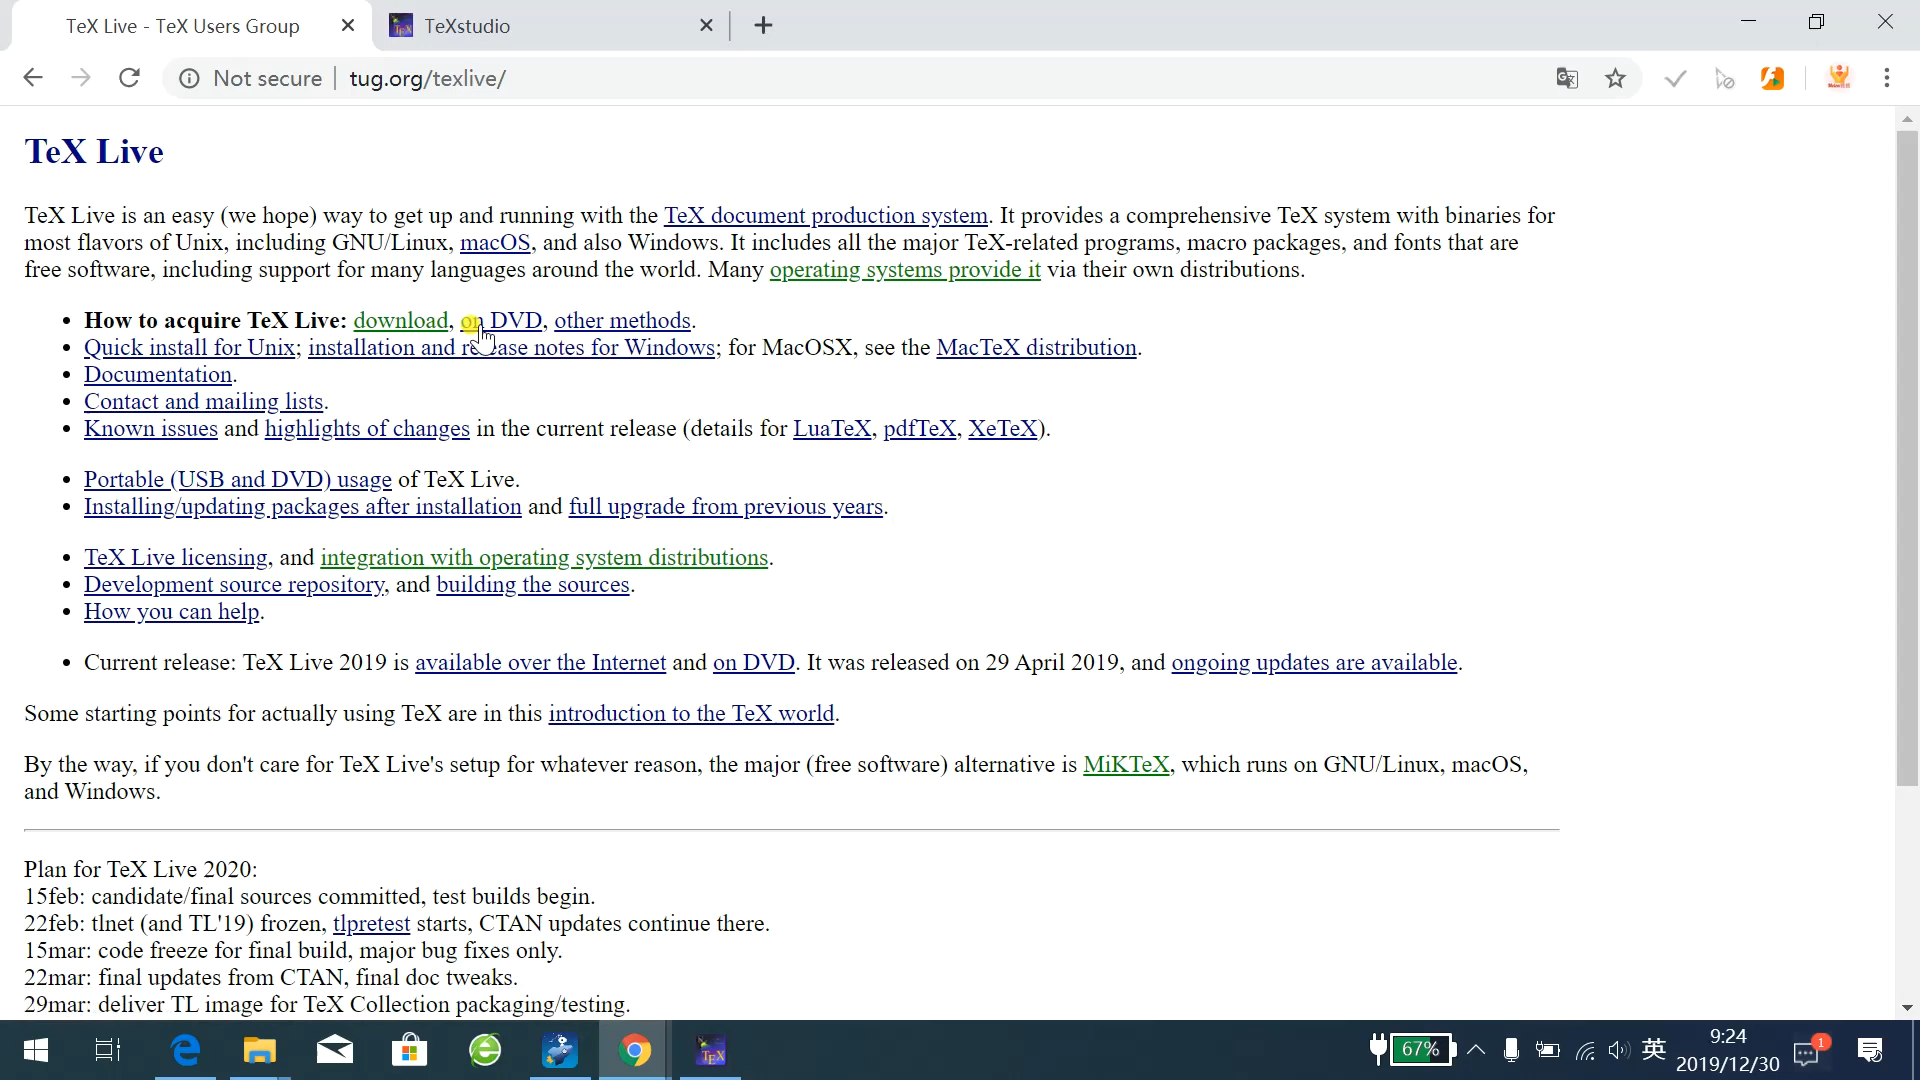 TeX Live - TeX Users Group
TeXstudio
Not secure tug.org/texlive/
TeX Live
TeX Live is an easy (we hope) way to get up and running with the TeX document production system. It provides a comprehensive TeX system with binaries for
most flavors of Unix, including GNU/Linux, macOS, and also Windows. It includes all the major TeX-related programs, macro packages, and fonts that are
free software, including support for many languages around the world. Many operating systems provide it via their own distributions.
• How to acquire TeX Live: download, on DVD, other methods.
• Quick install for Unix; installation and release notes for Windows; for MacOSX, see the MacTeX distribution.
• Documentation.
• Contact and mailing lists.
• Known issues and highlights of changes in the current release (details for LuaTeX, pdfTeX, XeTeX).
• Portable (USB and DVD) usage of TeX Live.
• Installing/updating packages after installation and full upgrade from previous years.
• TeX Live licensing, and integration with operating system distributions.
• Development source repository, and building the sources.
• How you can help.
• Current release: TeX Live 2019 is available over the Internet and on DVD. It was released on 29 April 2019, and ongoing updates are available.
Some starting points for actually using TeX are in this introduction to the TeX world.
By the way, if you don't care for TeX Live's setup for whatever reason, the major (free software) alternative is MiKTeX, which runs on GNU/Linux, macOS,
and Windows.
Plan for TeX Live 2020:
15feb: candidate/final sources committed, test builds begin.
22feb: tlnet (and TL'19) frozen, tlpretest starts, CTAN updates continue there.
15mar: code freeze for final build, major bug fixes only.
22mar: final updates from CTAN, final doc tweaks.
29mar: deliver TL image for TeX Collection packaging/testing.
67%
英
9:24
2019/12/30
1